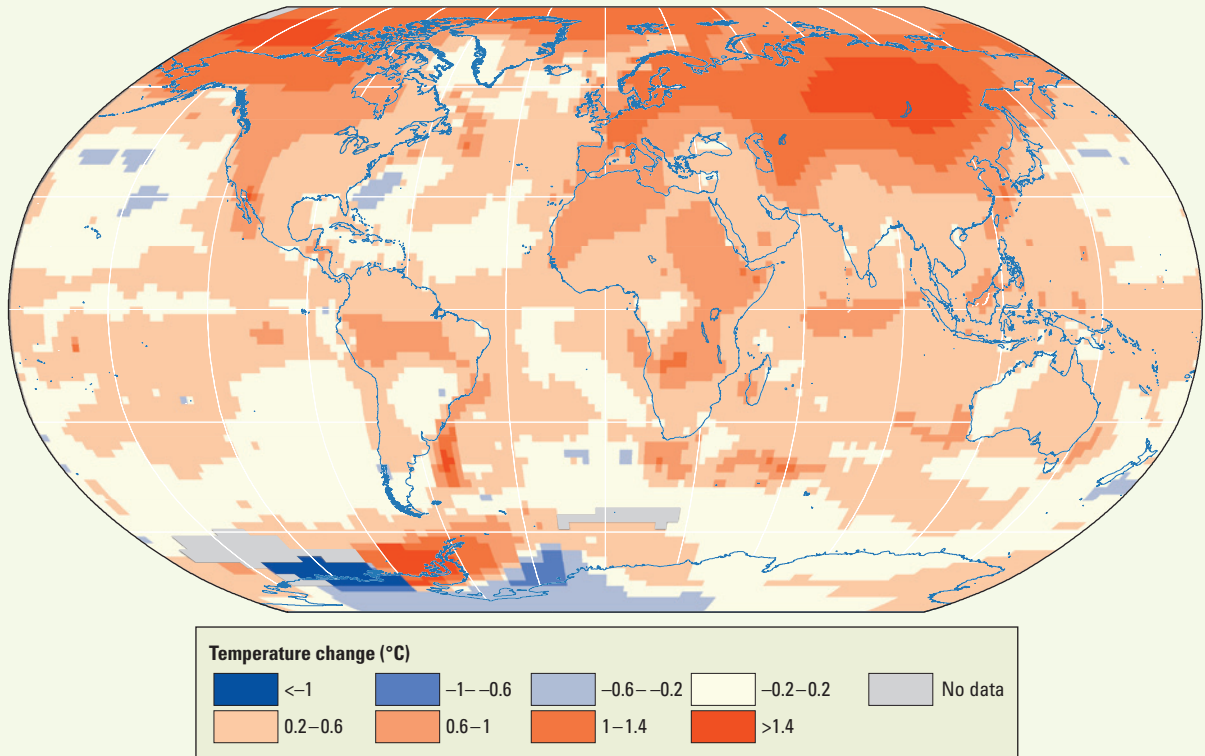 Temperature change (°C)
<–1 –1– –0.6 –0.6– –0.2 –0.2–0.2 No data
0.2–0.6 0.6–1 1–1.4 >1.4